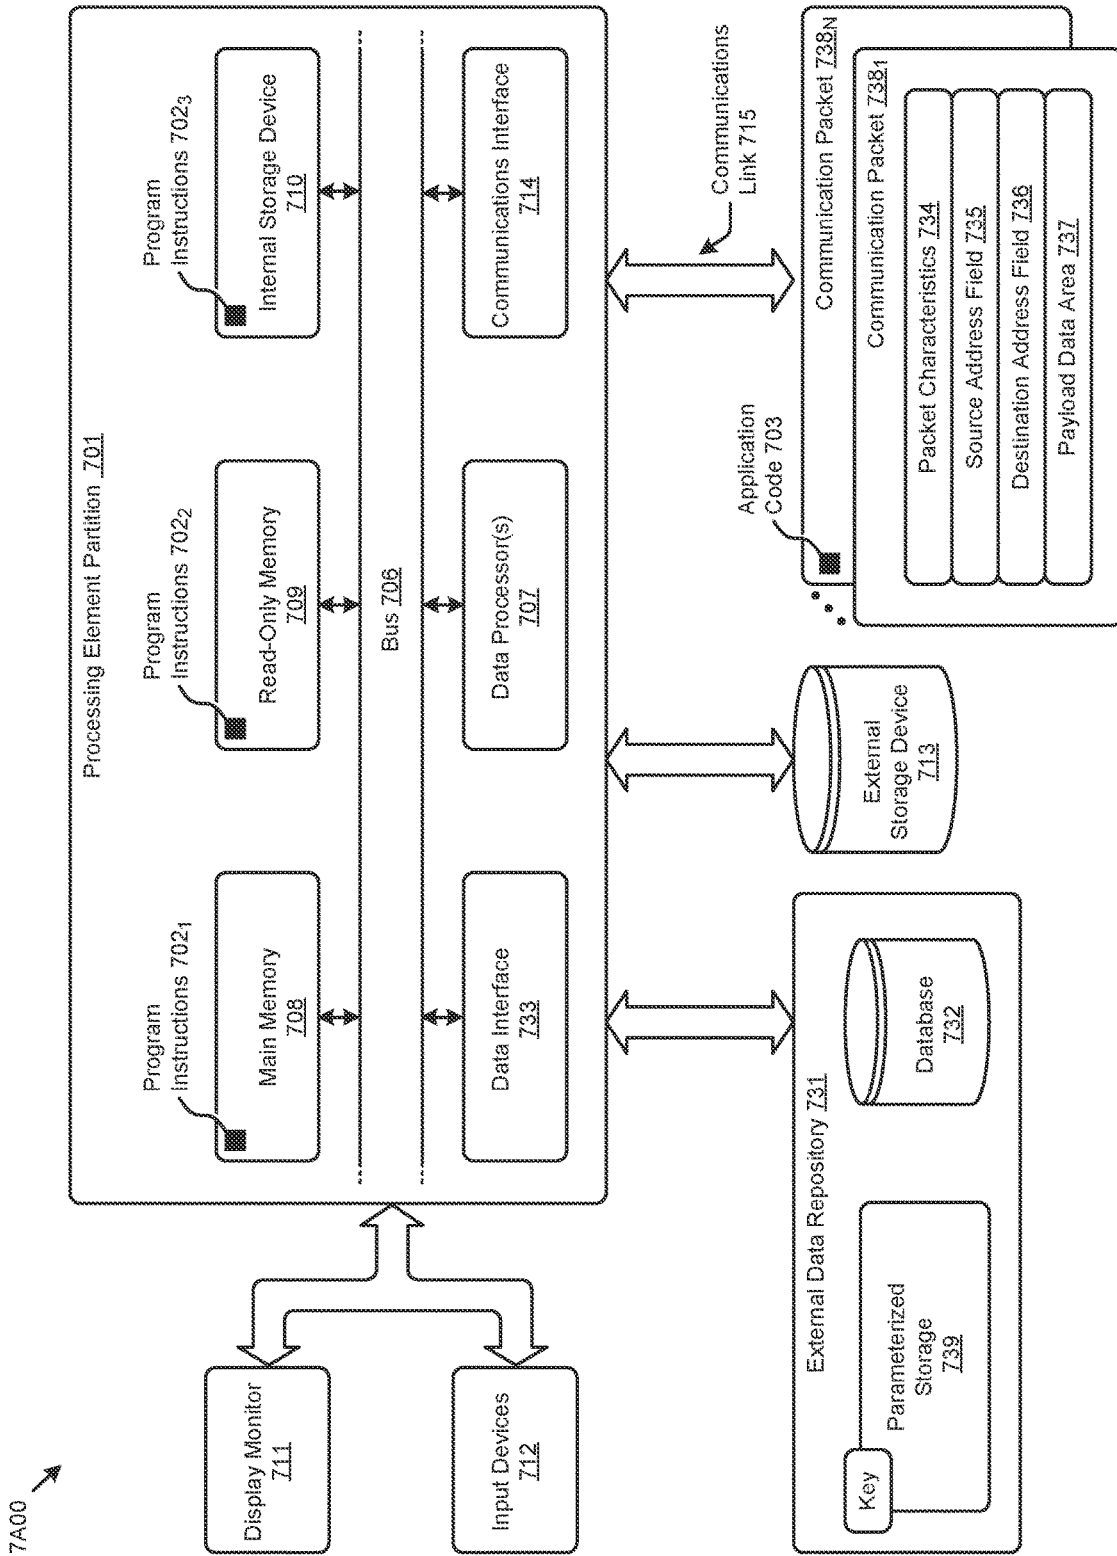 7A00
Processing Element Partition 701
Program
Instructions 702₁
Program
Instructions 702₂
Program
Instructions 702₃
Main Memory
708
Read-Only Memory
709
Internal Storage Device
710
Bus 706
Data Interface
733
Data Processor(s)
707
Communications Interface
714
Display Monitor
711
Input Devices
712
Communications
Link 715
External Data Repository 731
Key
Parameterized
Storage
739
Database
732
External
Storage Device
713
Application
Code 703
Communication Packet 738N
Communication Packet 738₁
Packet Characteristics 734
Source Address Field 735
Destination Address Field 736
Payload Data Area 737